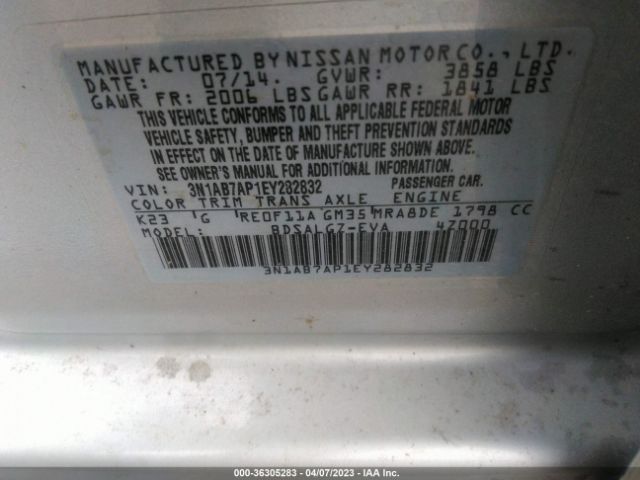 MANUFACTURED BY NISSAN MOTOR CO., LTD.
DATE: 07/14. GVWR: 3858 LBS
GAWR FR: 2006 LBS GAWR RR: 1841 LBS
THIS VEHICLE CONFORMS TO ALL APPLICABLE FEDERAL MOTOR
VEHICLE SAFETY, BUMPER AND THEFT PREVENTION STANDARDS
IN EFFECT ON THE DATE OF MANUFACTURE SHOWN ABOVE.
SEE OWNER'S MANUAL FOR ADDITIONAL INFORMATION.
VIN: 3N1AB7AP1EY282832 PASSENGER CAR.
COLOR TRIM TRANS AXLE ENGINE
K23 G RE0F11A GM35 MRA8DE 1798 CC
MODEL: BDSALGZ-EVA 4Z000
3N1AB7AP1EY282832
000-36305283 - 04/07/2023 - IAA Inc.